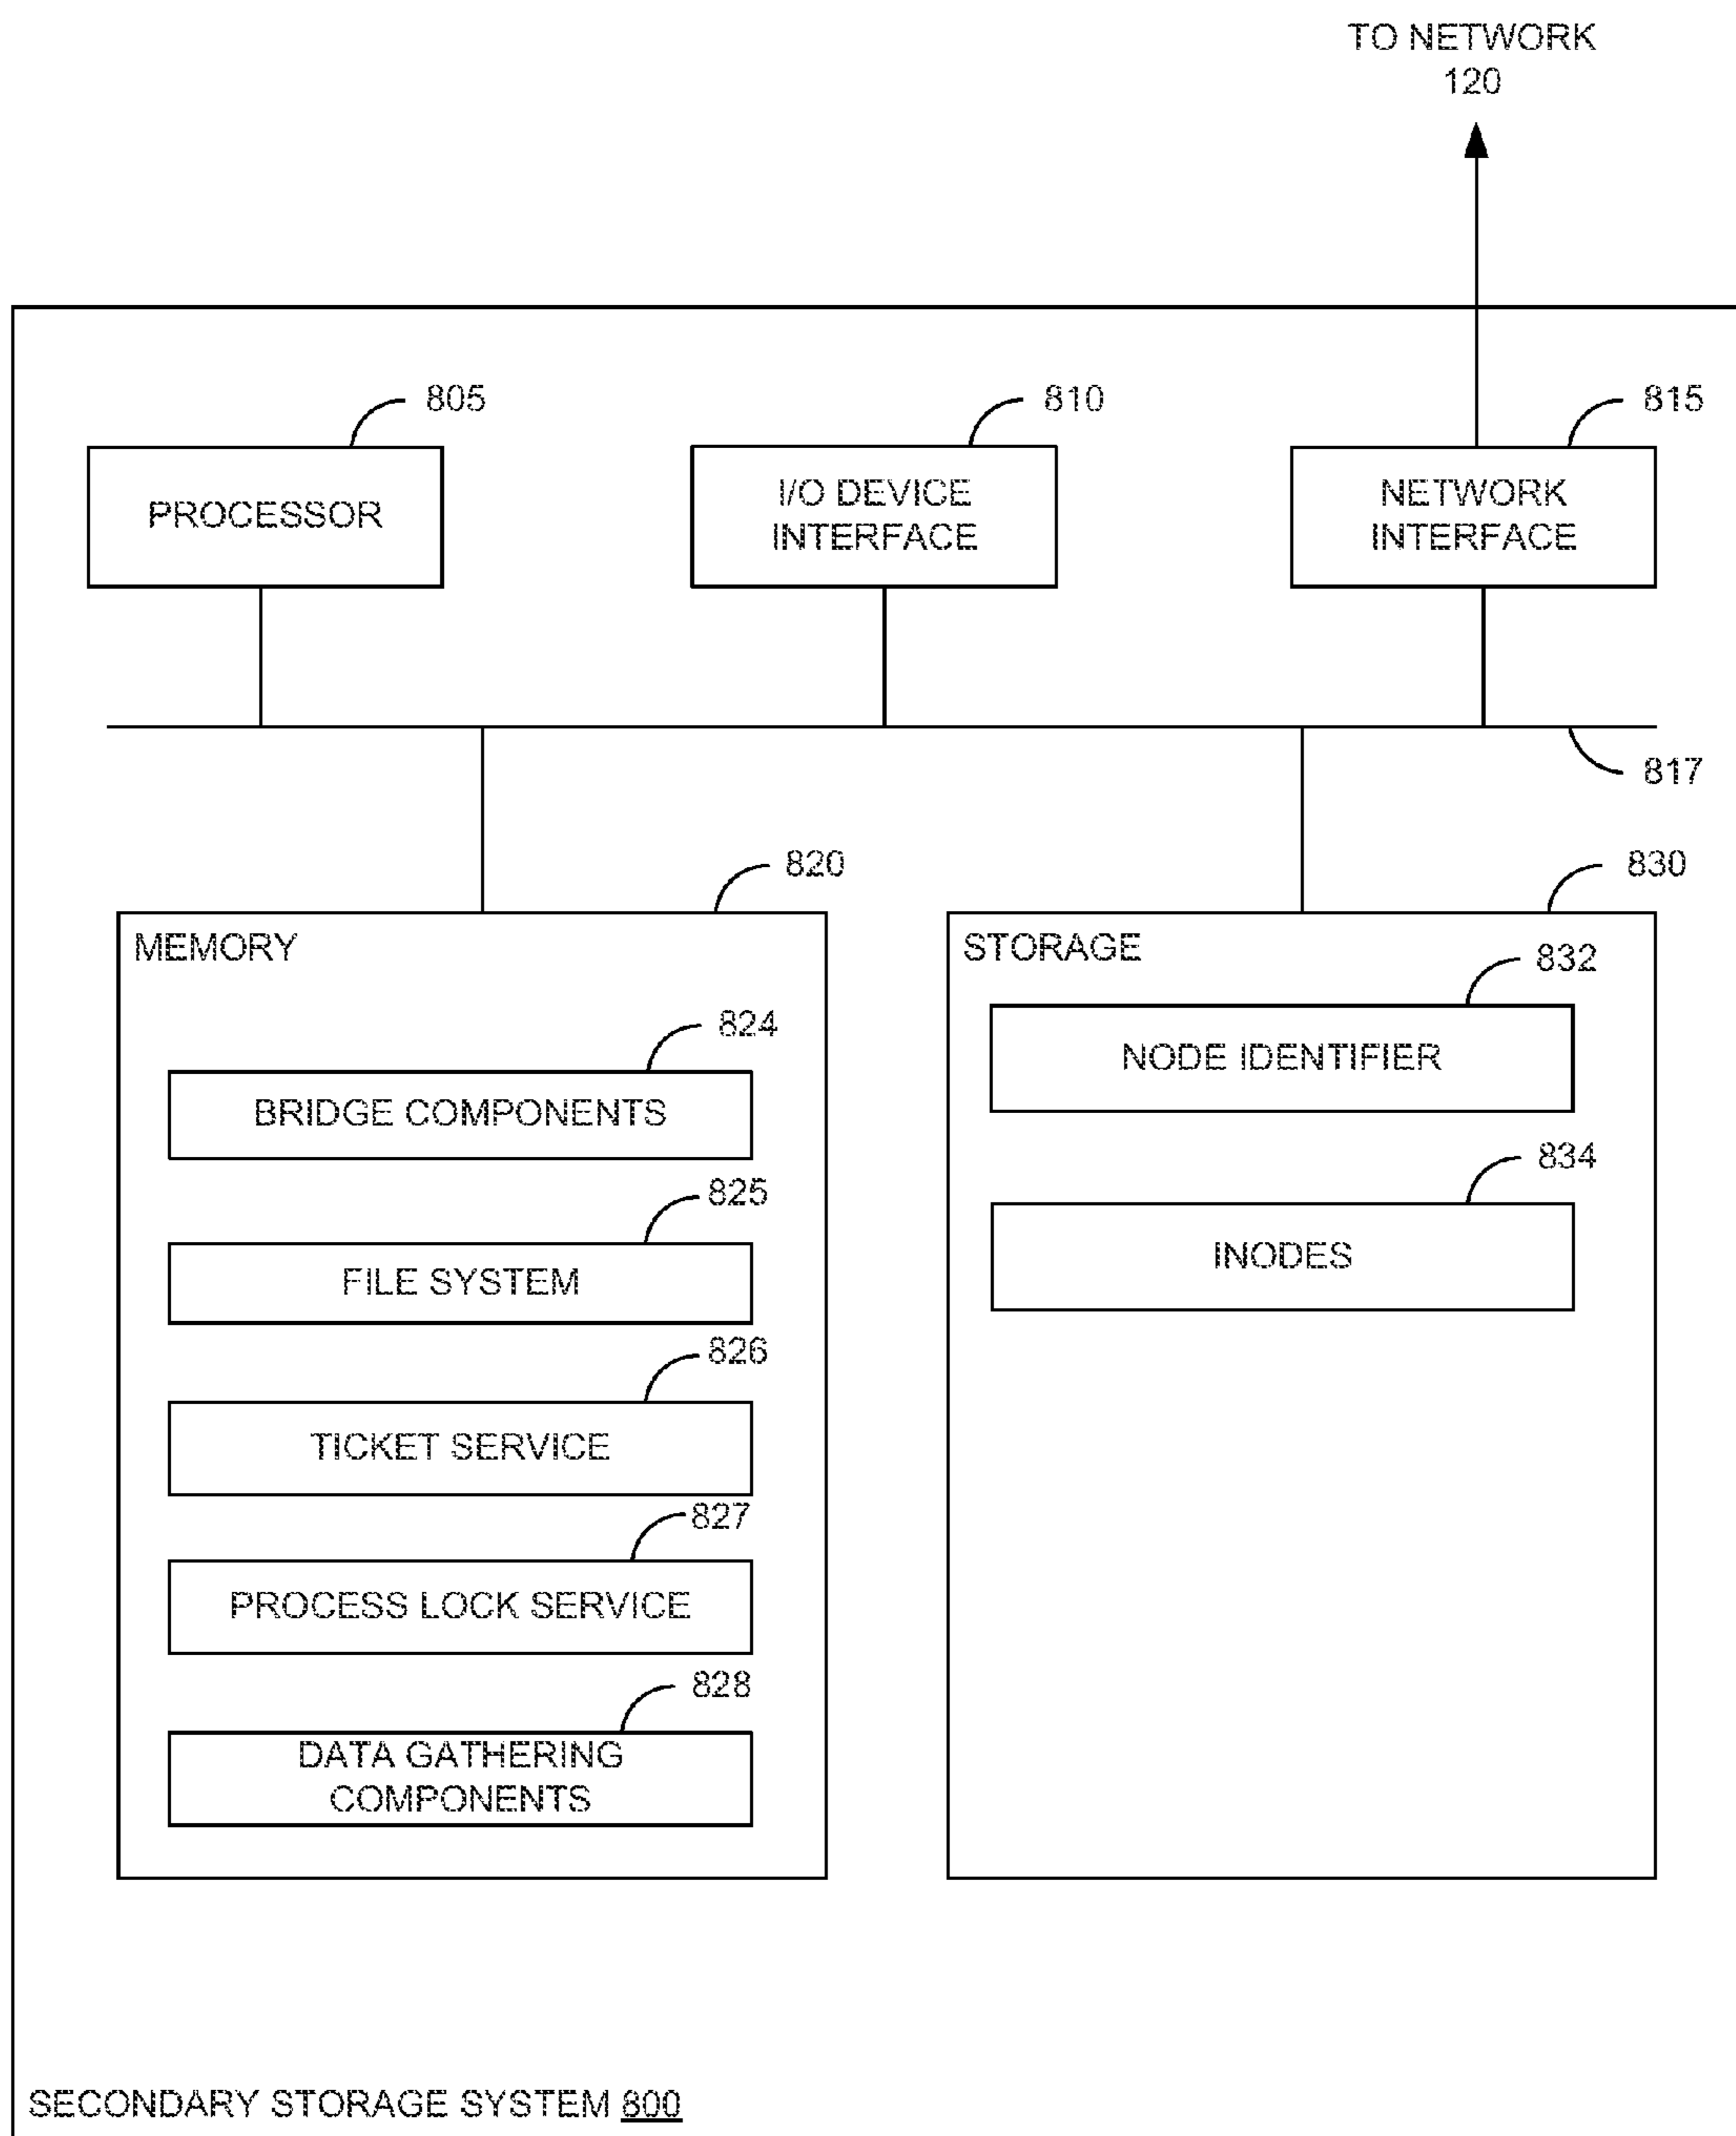 TO NETWORK
120
805
810
815
PROCESSOR
I/O DEVICE
INTERFACE
NETWORK
INTERFACE
817
820
830
MEMORY
STORAGE
832
NODE IDENTIFIER
824
BRIDGE COMPONENTS
834
INODES
825
FILE SYSTEM
826
TICKET SERVICE
827
PROCESS LOCK SERVICE
828
DATA GATHERING
COMPONENTS
SECONDARY STORAGE SYSTEM 800